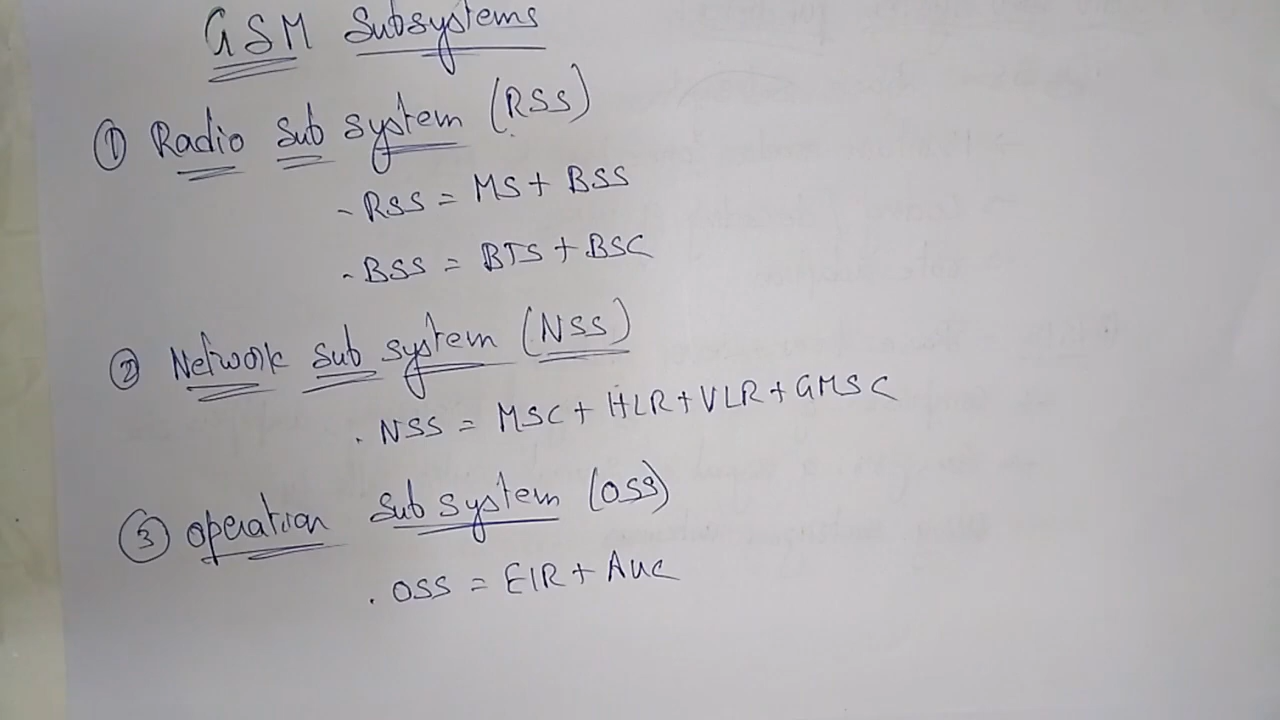 GSM Subsystems
① Radio Sub system (RSS)
- RSS = MS + BSS
- BSS = BTS + BSC
② Network Sub system (NSS)
. NSS = MSC + HLR + VLR + GMSC
③ operation Sub system (OSS)
. OSS = EIR + AUC